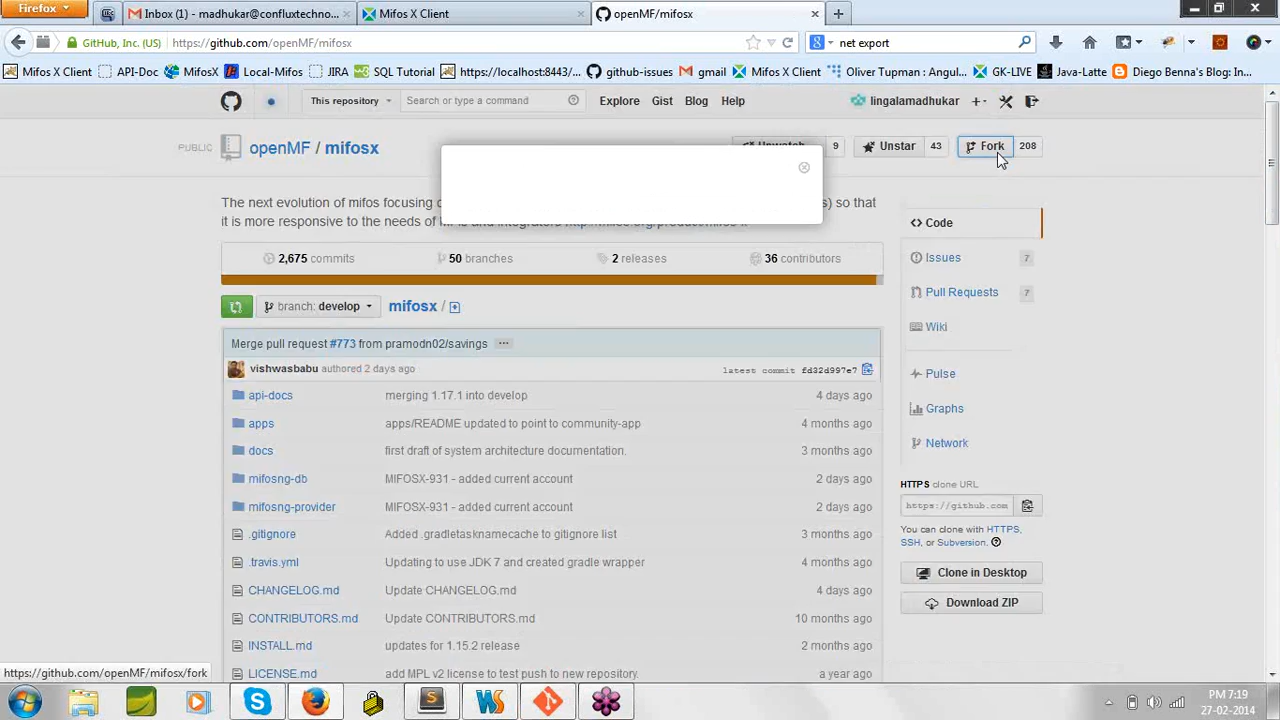 Firefox
Inbox (1) - madhukar@confluxtechno...
Mifos X Client
openMF/mifosx
GitHub, Inc. (US)
https://github.com/openMF/mifosx
net export
Mifos X Client
API-Doc
MifosX
Local-Mifos
JIRA
SQL Tutorial
https://localhost:8443/...
github-issues
gmail
Mifos X Client
Oliver Tupman: Angul...
GK-LIVE
Java-Latte
Diego Benna's Blog: In...
This repository
Search or type a command
Explore
Gist
Blog
Help
lingalamadhukar
PUBLIC
openMF / mifosx
Unwatch
9
Unstar
43
Fork
208
The next evolution of mifos focusing
s) so that
it is more responsive to the needs of
2,675 commits
50 branches
2 releases
36 contributors
branch: develop
mifosx /
Merge pull request #773 from pramodn02/savings
vishwasbabu authored 2 days ago
latest commit fd32d997e7
api-docs
merging 1.17.1 into develop
4 days ago
apps
apps/README updated to point to community-app
4 months ago
docs
first draft of system architecture documentation.
3 months ago
mifosng-db
MIFOSX-931 - added current account
2 days ago
mifosng-provider
MIFOSX-931 - added current account
2 days ago
.gitignore
Added .gradletasknamecache to gitignore list
3 months ago
.travis.yml
Updating to use JDK 7 and created gradle wrapper
4 months ago
CHANGELOG.md
Update CHANGELOG.md
4 days ago
CONTRIBUTORS.md
Update CONTRIBUTORS.md
10 months ago
INSTALL.md
updates for 1.15.2 release
2 months ago
LICENSE.md
add MPL v2 license to test push to new repository.
a year ago
Code
Issues
7
Pull Requests
7
Wiki
Pulse
Graphs
Network
HTTPS clone URL
https://github.com
You can clone with HTTPS,
SSH, or Subversion.
Clone in Desktop
Download ZIP
https://github.com/openMF/mifosx/fork
PM 7:19
27-02-2014